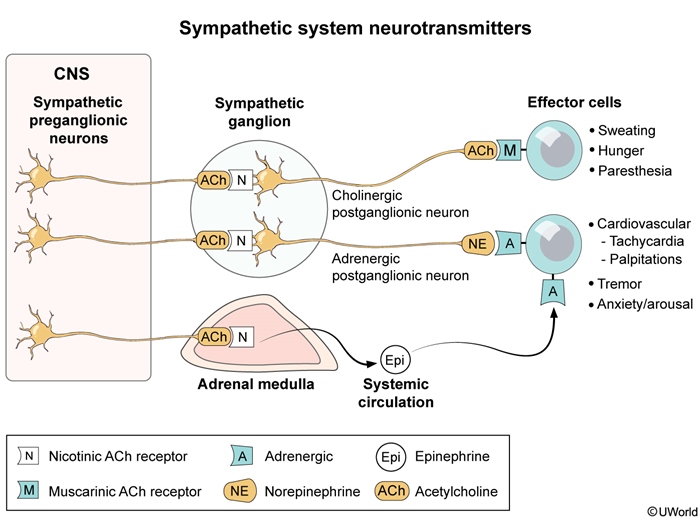 Sympathetic system neurotransmitters
CNS
Sympathetic
preganglionic
neurons
Sympathetic
ganglion
Effector cells
ACh N
ACh M
• Sweating
• Hunger
• Paresthesia
Cholinergic
postganglionic neuron
ACh N
NE A
• Cardiovascular
- Tachycardia
- Palpitations
Adrenergic
postganglionic neuron
A
• Tremor
• Anxiety/arousal
ACh N
Epi
Adrenal medulla
Systemic
circulation
N Nicotinic ACh receptor
A Adrenergic
Epi Epinephrine
M Muscarinic ACh receptor
NE Norepinephrine
ACh Acetylcholine
©UWorld